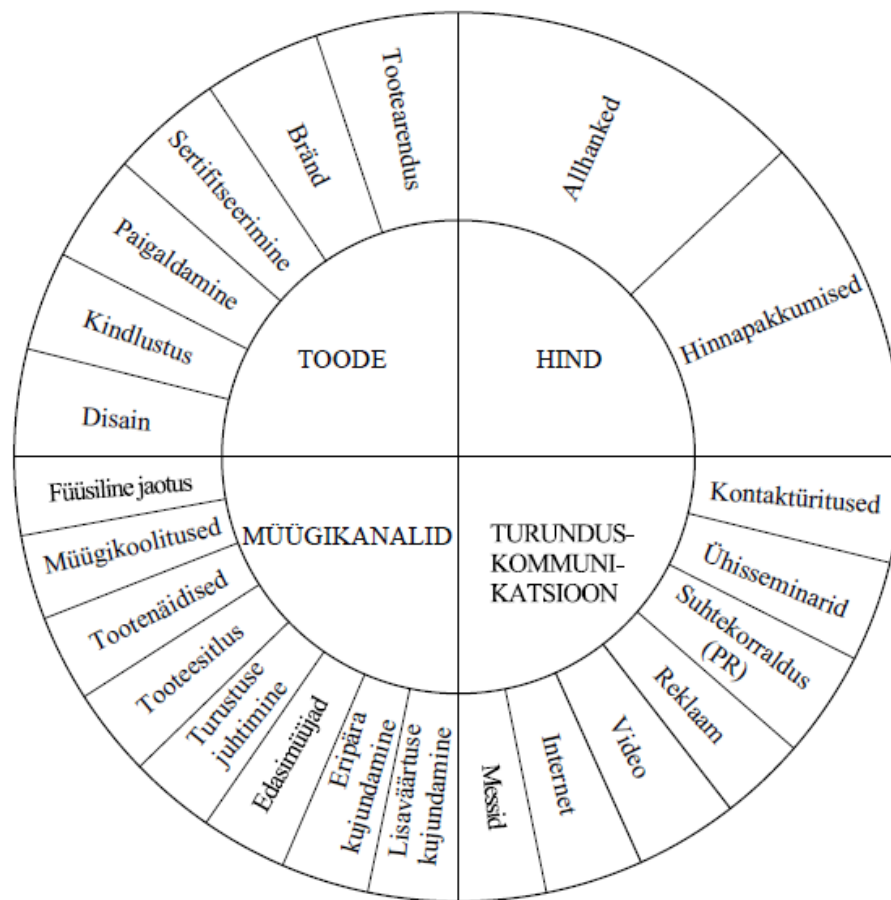 Tootearendus
Bränd
Sertifitseerimine
Paigaldamine
Kindlustus
Disain
Allhanked
Hinnapakkumised
TOODE
HIND
MÜÜGIKANALID
TURUNDUS-
KOMMUNI-
KATSIOON
Füüsiline jaotus
Müügikoolitused
Tootenäidised
Tooteesitlus
Turustuse
juhtimine
Edasimüüjad
Eripära
kujundamine
Lisaväärtuse
kujundamine
Kontaktüritused
Ühisseminarid
Suhtekorraldus
(PR)
Reklaam
Video
Internet
Messid